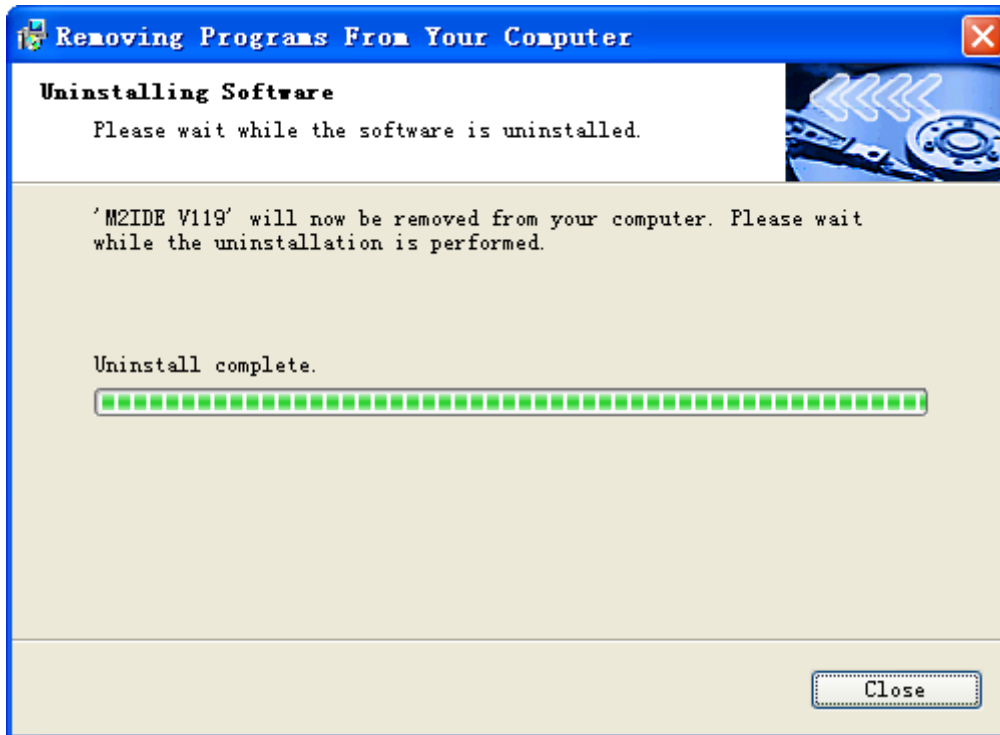 Removing Programs From Your Computer
Uninstalling Software
Please wait while the software is uninstalled.
'M2IDE V119' will now be removed from your computer. Please wait
while the uninstallation is performed.
Uninstall complete.
Close